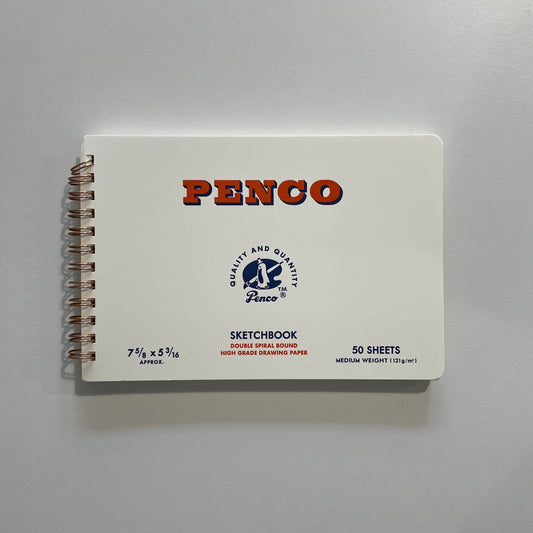 PENCO
QUALITY AND QUANTITY
Penco ® TM
SKETCHBOOK
DOUBLE SPIRAL BOUND
HIGH GRADE DRAWING PAPER
7 5/8 x 5 3/16
APPROX.
50 SHEETS
MEDIUM WEIGHT (121g/m²)